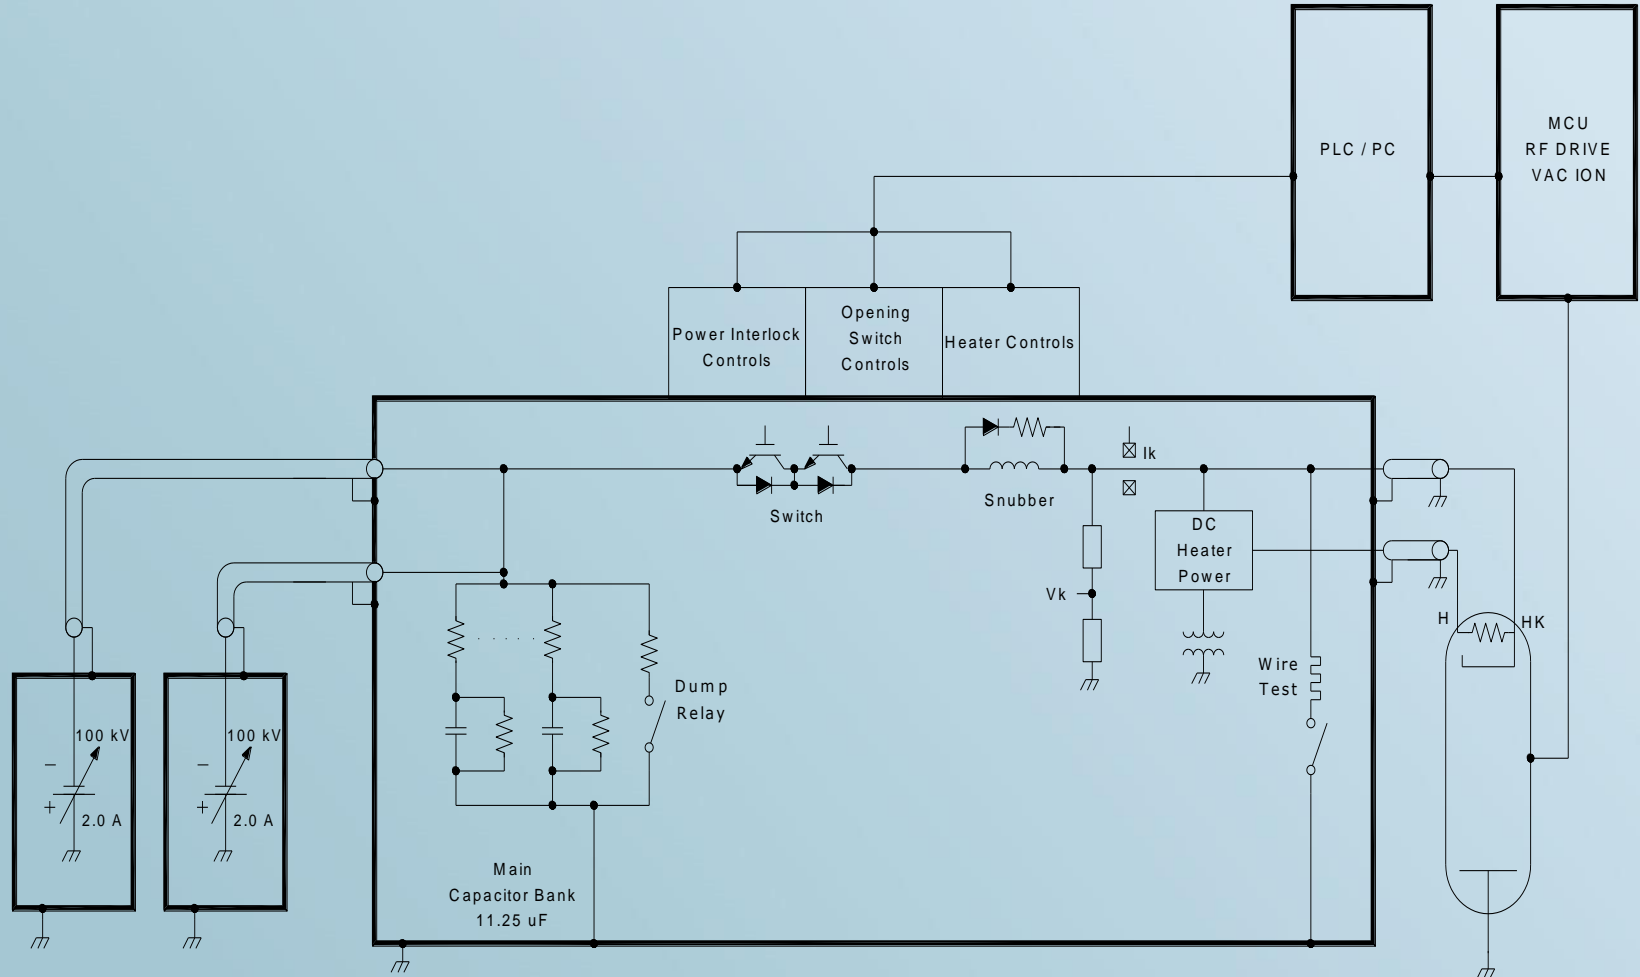 PLC / PC
MCU
RF DRIVE
VAC ION
Power Interlock
Controls
Opening
Switch
Controls
Heater Controls
Switch
Snubber
Ik
Vk
DC
Heater
Power
Wire
Test
H
HK
Dump
Relay
100 kV
−
+
2.0 A
100 kV
−
+
2.0 A
Main
Capacitor Bank
11.25 uF